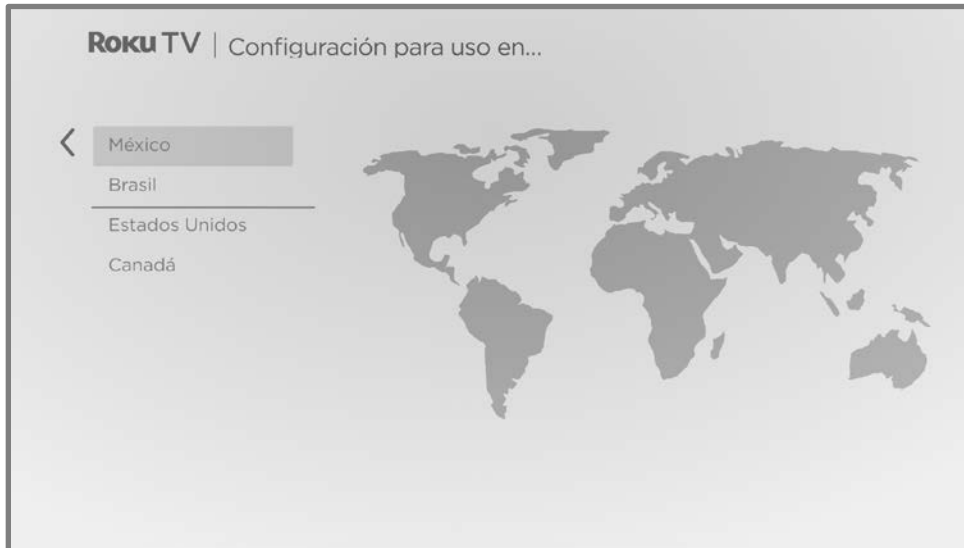 Roku TV | Configuración para uso en...
México
Brasil
Estados Unidos
Canadá